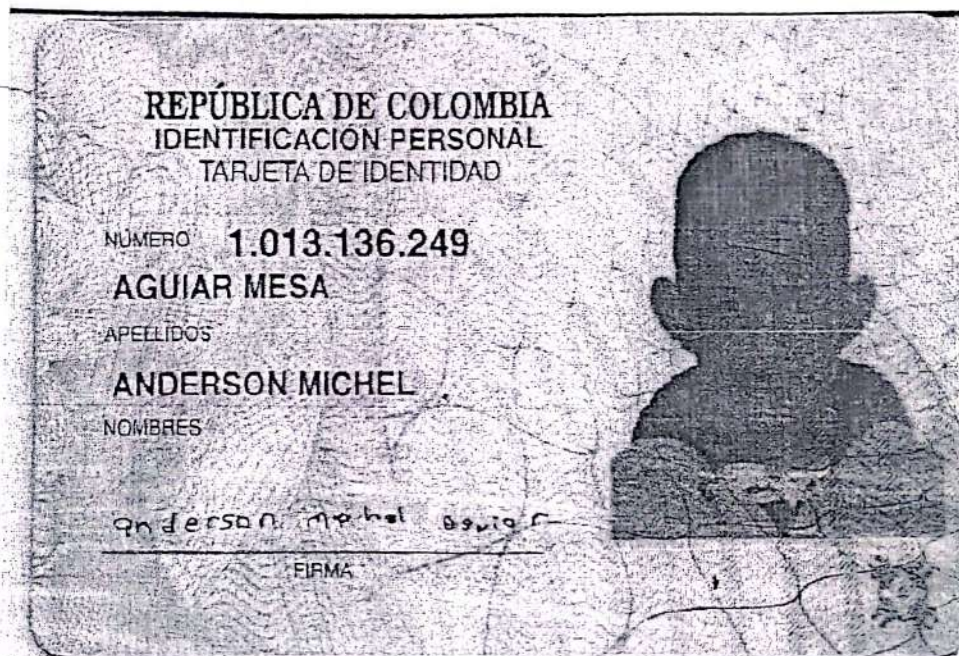 REPÚBLICA DE COLOMBIA
IDENTIFICACIÓN PERSONAL
TARJETA DE IDENTIDAD
NÚMERO 1.013.136.249
AGUIAR MESA
APELLIDOS
ANDERSON MICHEL
NOMBRES
anderson
FIRMA